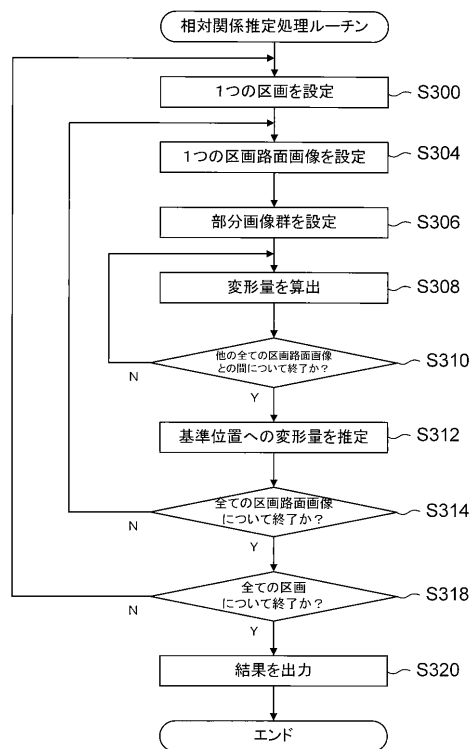 相対関係推定処理ルーチン
1つの区画を設定
S300
1つの区画路面画像を設定
S304
部分画像群を設定
S306
変形量を算出
S308
他の全ての区画路面画像
との間について終了か?
S310
N
Y
基準位置への変形量を推定
S312
全ての区画路面画像
について終了か?
S314
N
Y
全ての区画
について終了か?
S318
N
Y
結果を出力
S320
エンド